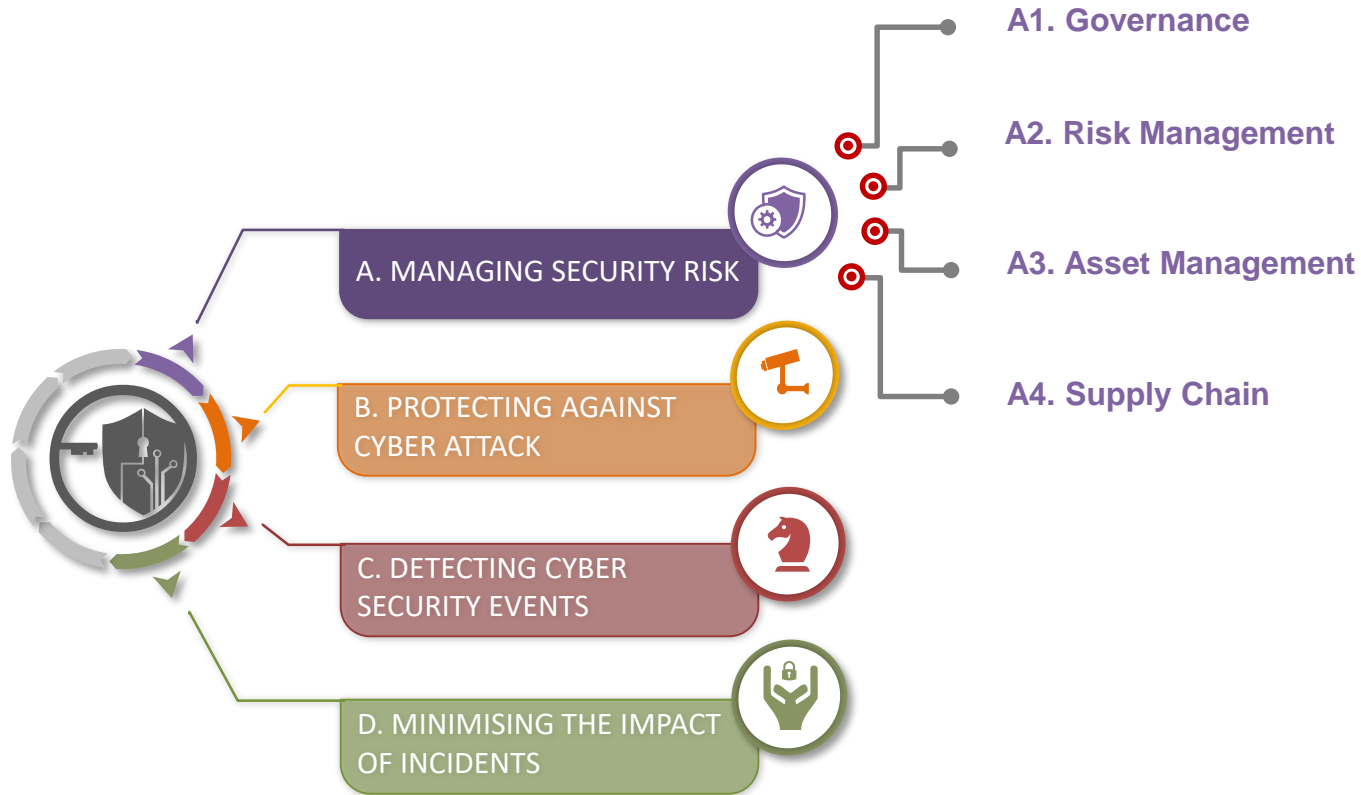 A1. Governance
A2. Risk Management
A. MANAGING SECURITY RISK
A3. Asset Management
A4. Supply Chain
B. PROTECTING AGAINST
CYBER ATTACK
C. DETECTING CYBER
SECURITY EVENTS
D. MINIMISING THE IMPACT
OF INCIDENTS